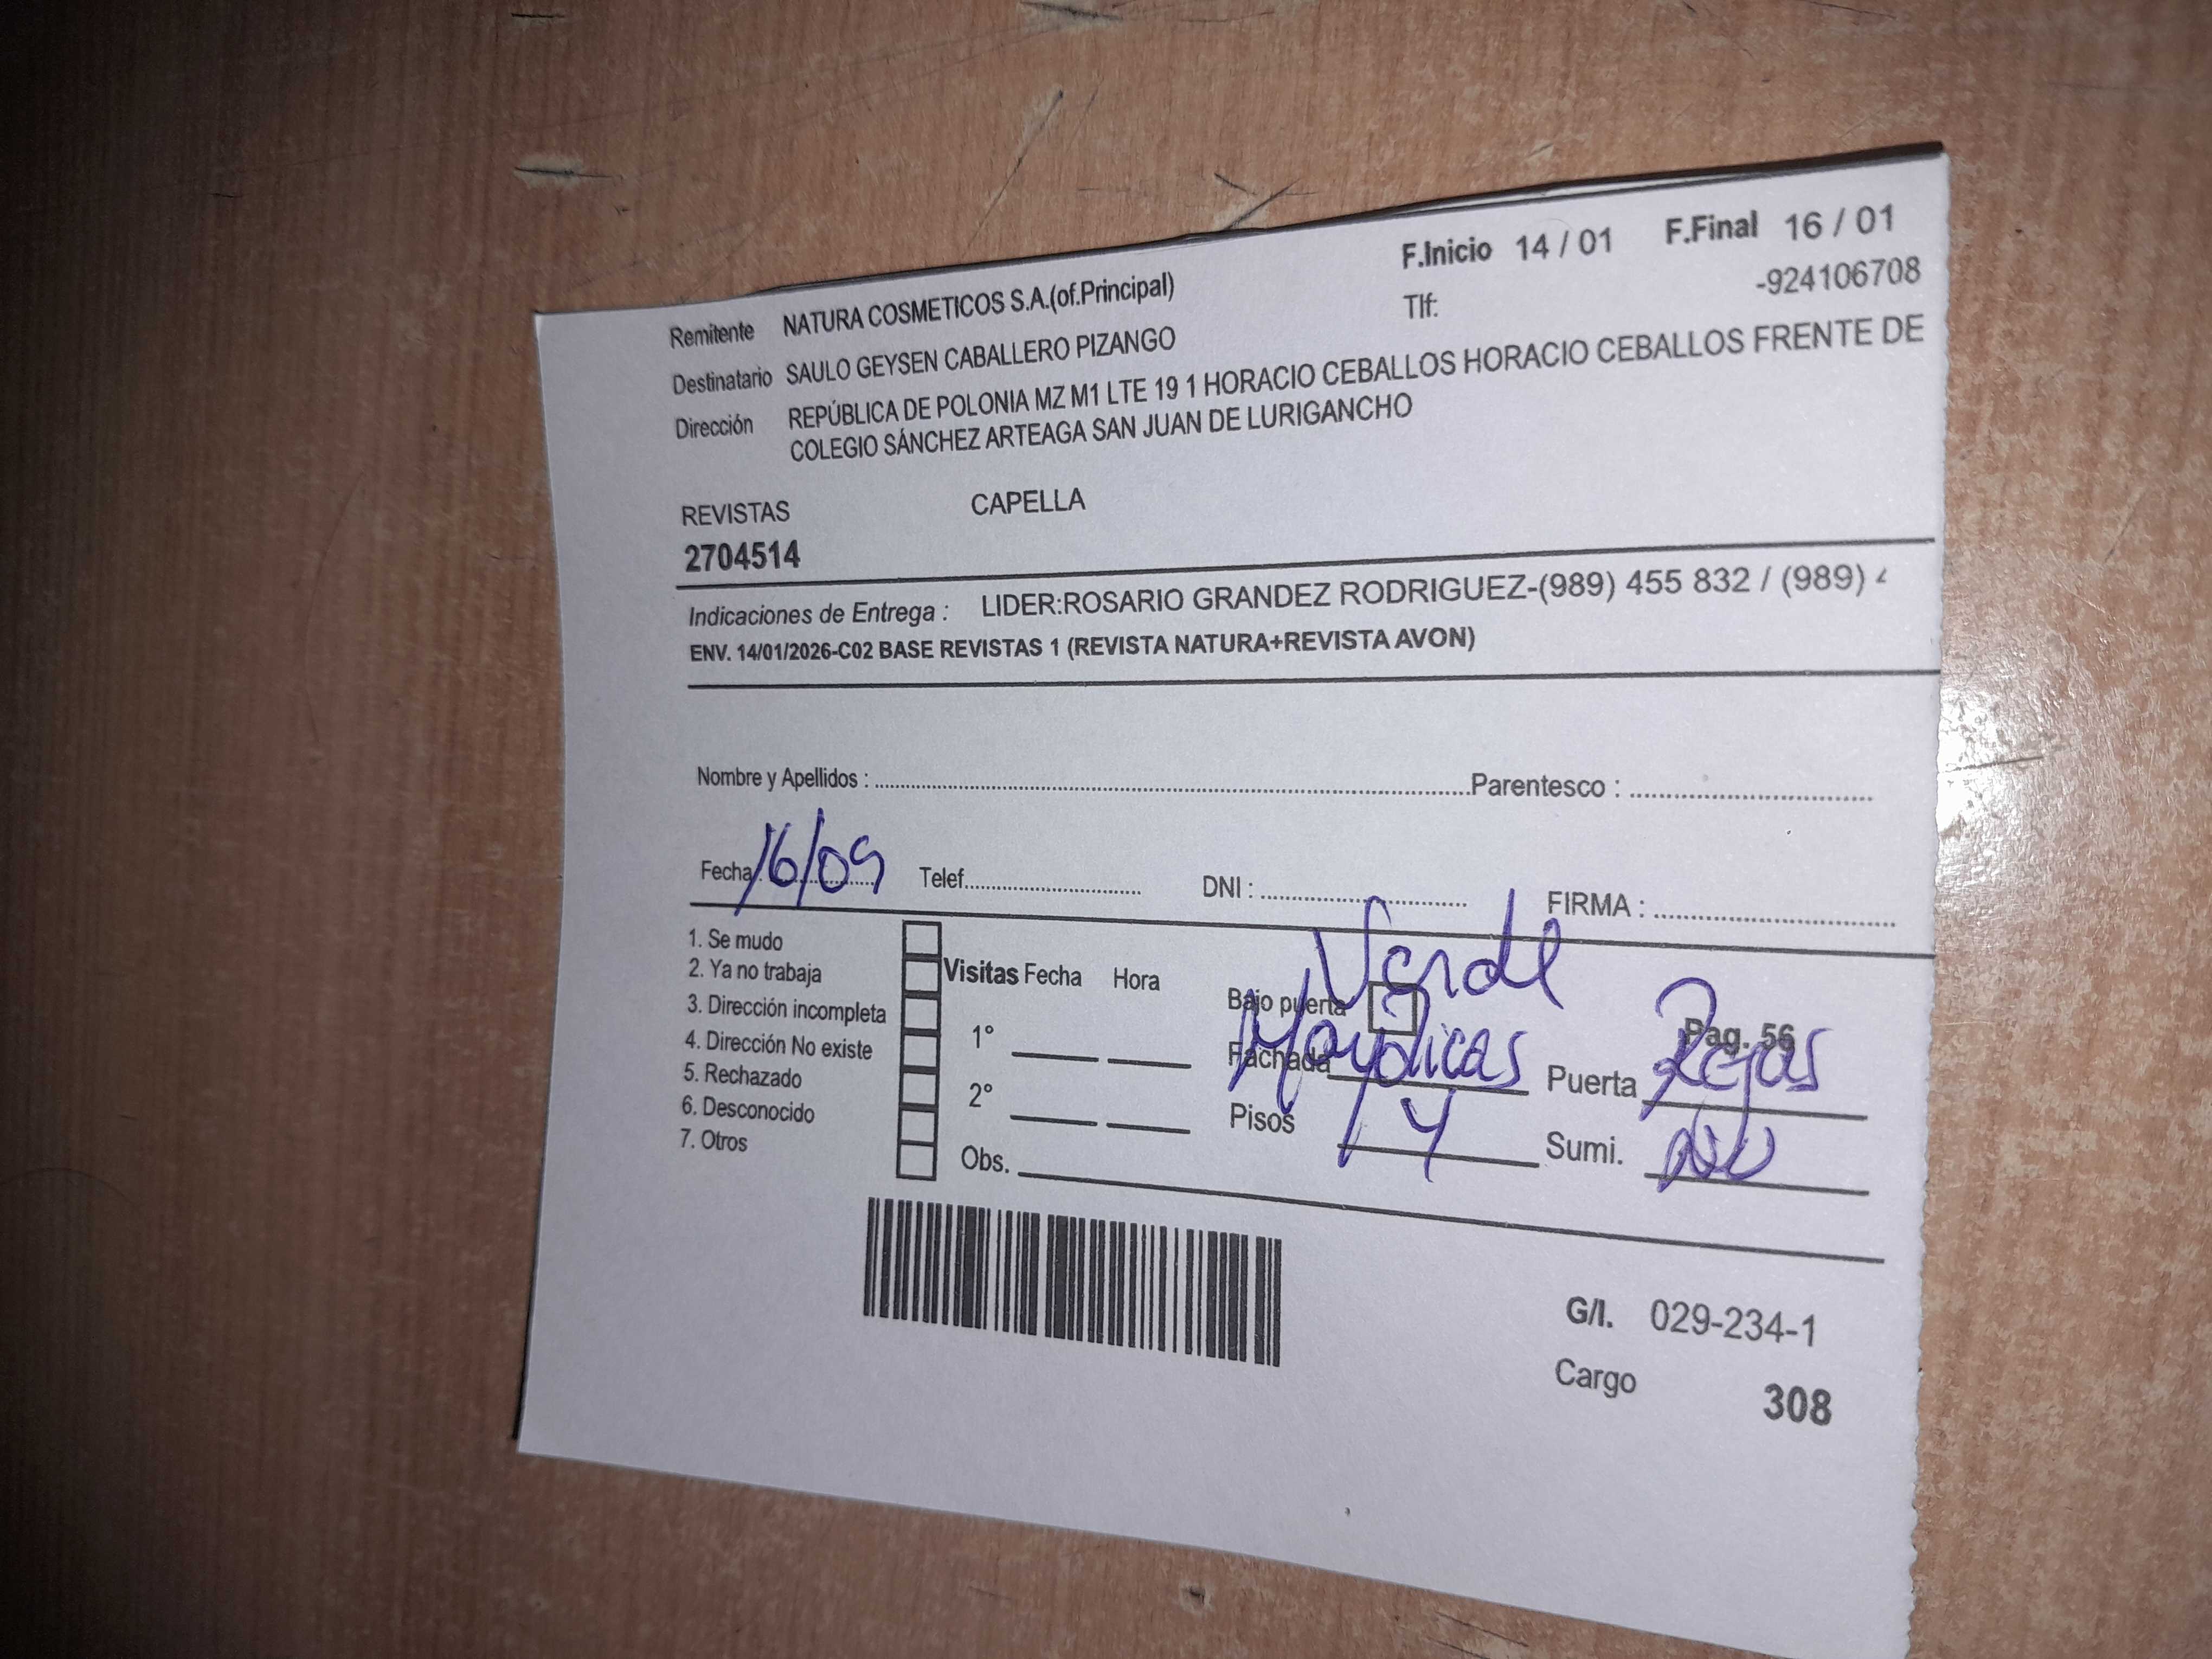 F.Inicio 14 / 01 F.Final 16 / 01
Remitente NATURA COSMETICOS S.A.(of.Principal) Tlf: -924106708
Destinatario SAULO GEYSEN CABALLERO PIZANGO
Dirección REPÚBLICA DE POLONIA MZ M1 LTE 19 1 HORACIO CEBALLOS HORACIO CEBALLOS FRENTE DE
COLEGIO SÁNCHEZ ARTEAGA SAN JUAN DE LURIGANCHO
REVISTAS CAPELLA
2704514
Indicaciones de Entrega : LIDER:ROSARIO GRANDEZ RODRIGUEZ-(989) 455 832 / (989)
ENV. 14/01/2026-C02 BASE REVISTAS 1 (REVISTA NATURA+REVISTA AVON)
Nombre y Apellidos : Parentesco :
Fecha: 16/09 Telef. DNI : FIRMA :
Verde
1. Se mudo
2. Ya no trabaja
3. Dirección incompleta
4. Dirección No existe
5. Rechazado
6. Desconocido
7. Otros
Visitas Fecha Hora
1°
2°
Obs.
Bajo puerta Pag. 56
Fachada Mayolicas Puerta Rejas
Pisos 4 Sumi.
G/I. 029-234-1
Cargo 308